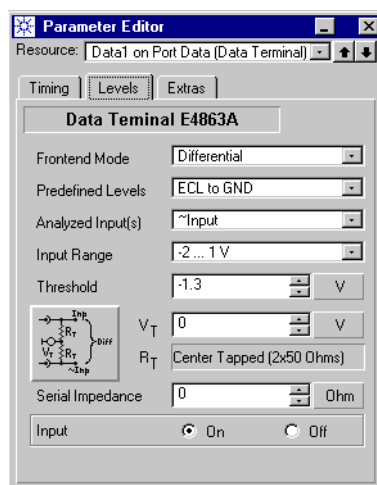 Parameter Editor
Resource: Data1 on Port Data (Data Terminal)
Timing Levels Extras
Data Teminal E4863A
Frontend Mode Differential
Predefined Levels ECL to GND
Analyzed Input(s) ~Input
Input Range -2 ... 1 V
Threshold -1.3 V
Inp
RT
VT
RT
Diff
~Inp
VT 0 V
RT Center Tapped (2x50 Ohms)
Serial Impedance 0 Ohm
Input On Off